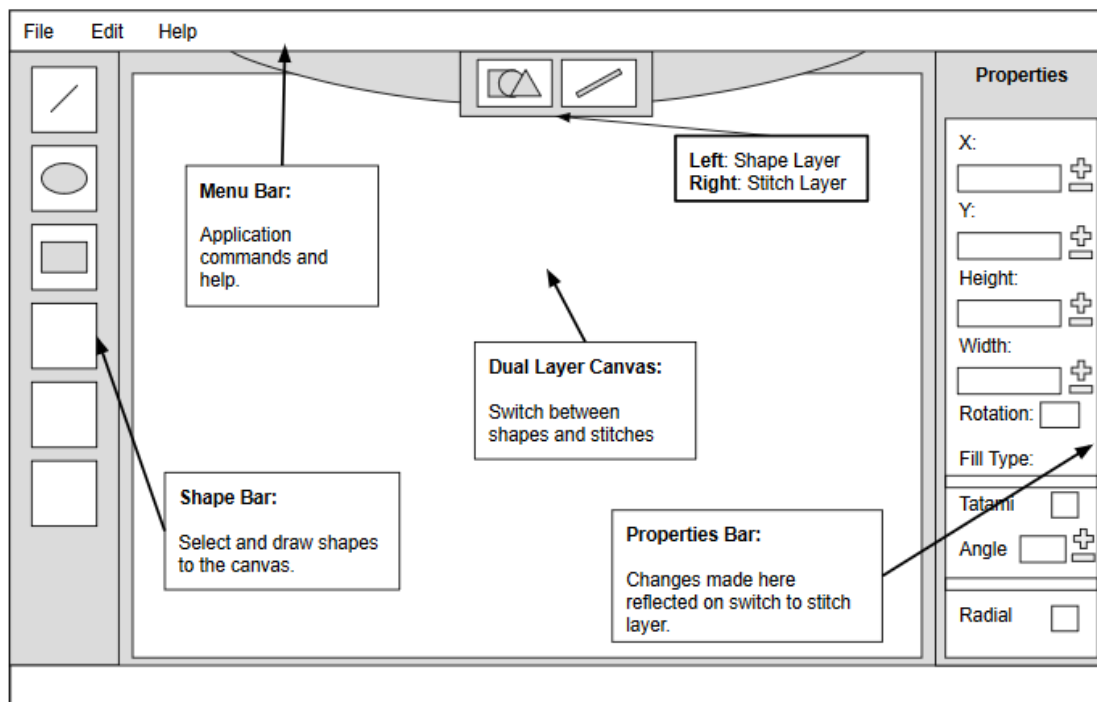 File Edit Help
Properties
Left: Shape Layer
Right: Stitch Layer
Menu Bar:
Application
commands and
help.
Dual Layer Canvas:
Switch between
shapes and stitches
Shape Bar:
Select and draw shapes
to the canvas.
Properties Bar:
Changes made here
reflected on switch to stitch
layer.
X:
Y:
Height:
Width:
Rotation:
Fill Type:
Tatami
Angle
Radial